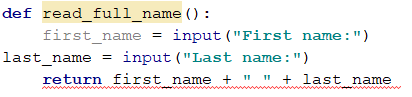 def read_full_name():
    first_name = input("First name:")
last_name = input("Last name:")
    return first_name + " " + last_name